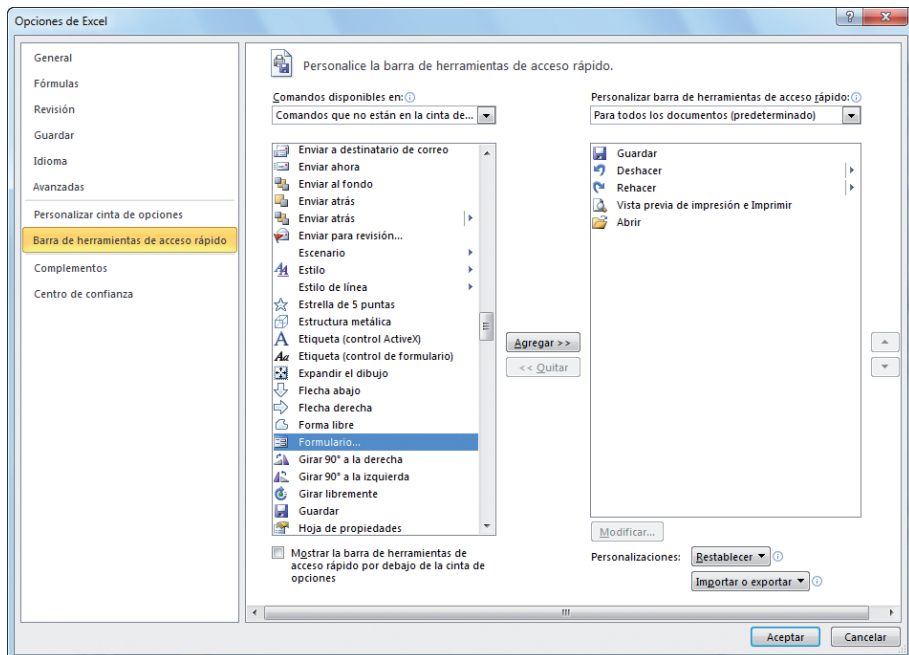 Opciones de Excel
General
Fórmulas
Revisión
Guardar
Idioma
Avanzadas
Personalizar cinta de opciones
Barra de herramientas de acceso rápido
Complementos
Centro de confianza
Personalice la barra de herramientas de acceso rápido.
Comandos disponibles en:
Comandos que no están en la cinta de...
Enviar a destinatario de correo
Enviar ahora
Enviar al fondo
Enviar atrás
Enviar atrás
Enviar para revisión...
Escenario
Estilo
Estilo de línea
Estrella de 5 puntas
Estructura metálica
Etiqueta (control ActiveX)
Etiqueta (control de formulario)
Expandir el dibujo
Flecha abajo
Flecha derecha
Forma libre
Formulario...
Girar 90° a la derecha
Girar 90° a la izquierda
Girar libremente
Guardar
Hoja de propiedades
Mostrar la barra de herramientas de
acceso rápido por debajo de la cinta de
opciones
Agregar >>
<< Quitar
Personalizar barra de herramientas de acceso rápido:
Para todos los documentos (predeterminado)
Guardar
Deshacer
Rehacer
Vista previa de impresión e Imprimir
Abrir
Modificar...
Personalizaciones: Restablecer
Importar o exportar
Aceptar Cancelar